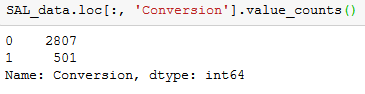 SAL_data.loc[:, 'Conversion'].value_counts()
0    2807
1     501
Name: Conversion, dtype: int64